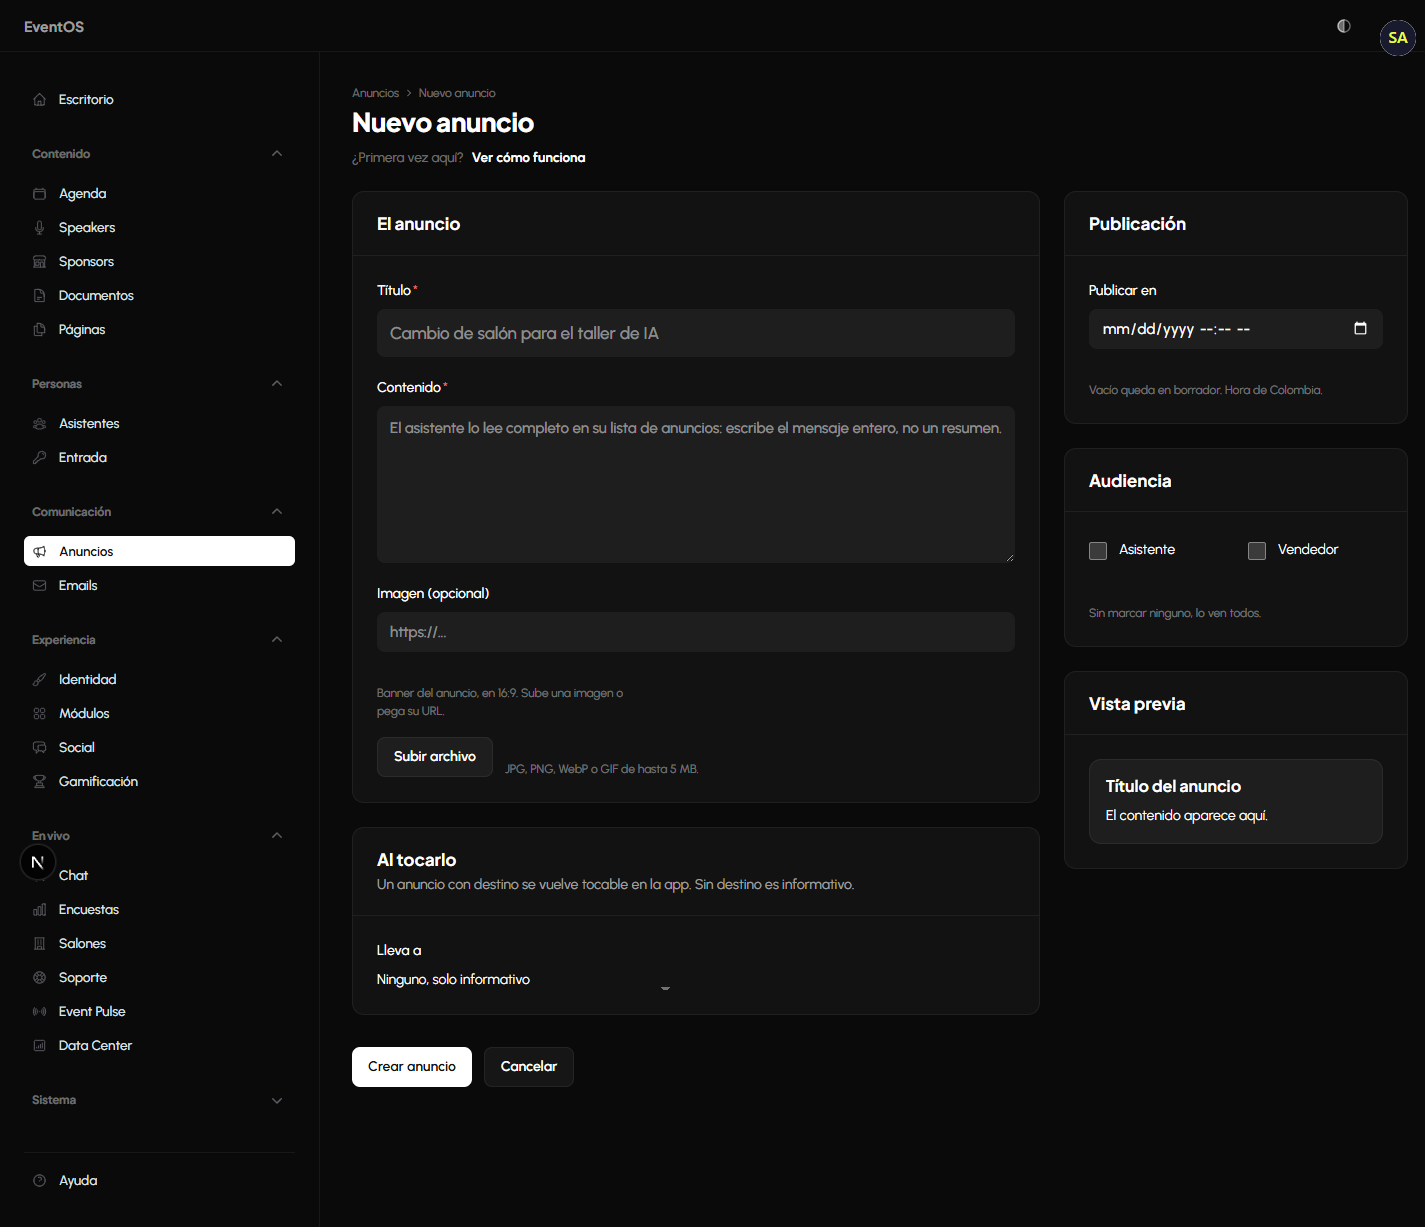 EventOS
SA
Escritorio
Contenido
Agenda
Speakers
Sponsors
Documentos
Páginas
Personas
Asistentes
Entrada
Comunicación
Anuncios
Emails
Experiencia
Identidad
Módulos
Social
Gamificación
En vivo
N
Chat
Encuestas
Salones
Soporte
Event Pulse
Data Center
Sistema
Ayuda
Anuncios > Nuevo anuncio
Nuevo anuncio
¿Primera vez aquí? Ver cómo funciona
El anuncio
Título*
Cambio de salón para el taller de IA
Contenido*
El asistente lo lee completo en su lista de anuncios: escribe el mensaje entero, no un resumen.
Imagen (opcional)
https://...
Banner del anuncio, en 16:9. Sube una imagen o
pega su URL.
Subir archivo
JPG, PNG, WebP o GIF de hasta 5 MB.
Al tocarlo
Un anuncio con destino se vuelve tocable en la app. Sin destino es informativo.
Lleva a
Ninguno, solo informativo
Crear anuncio
Cancelar
Publicación
Publicar en
mm/dd/yyyy --:-- --
Vacío queda en borrador. Hora de Colombia.
Audiencia
Asistente
Vendedor
Sin marcar ninguno, lo ven todos.
Vista previa
Título del anuncio
El contenido aparece aquí.